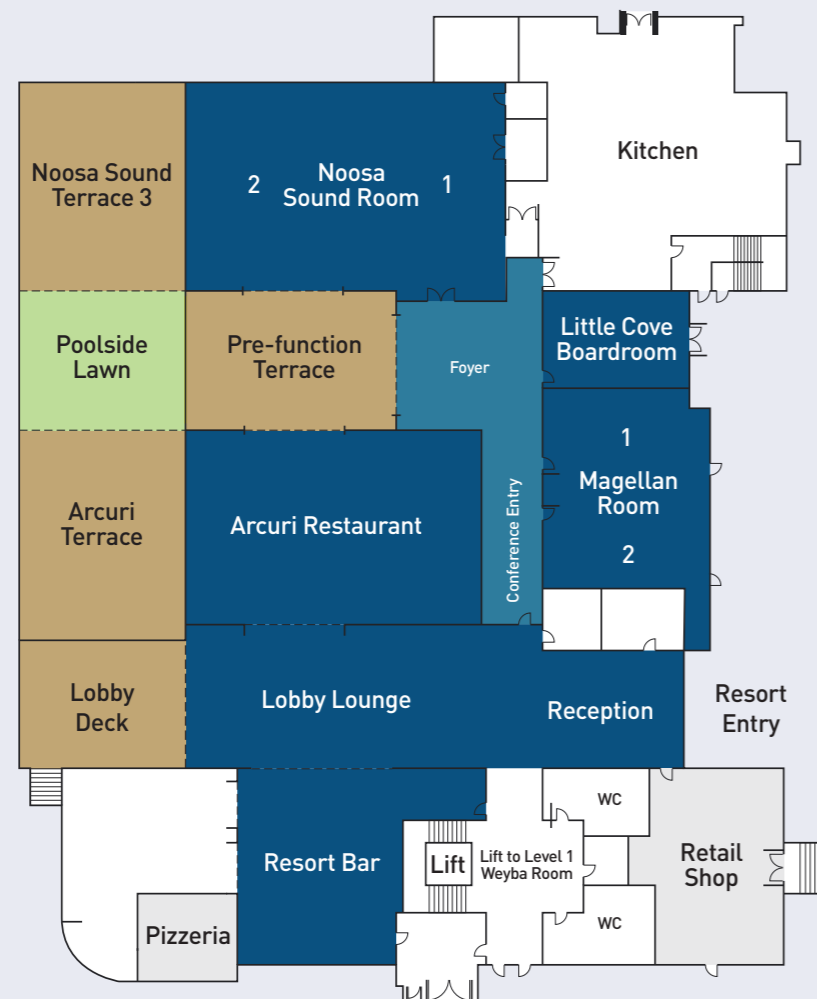 Kitchen
Noosa Sound
Terrace 3
2
Noosa
Sound Room
1
Poolside
Lawn
Pre-function
Terrace
Foyer
Little Cove
Boardroom
Arcuri
Terrace
Arcuri Restaurant
Conference Entry
1
Magellan
Room
2
Lobby
Deck
Lobby Lounge
Reception
Resort
Entry
Resort Bar
Lift
Lift to Level 1
Weyba Room
WC
Retail
Shop
Pizzeria
WC